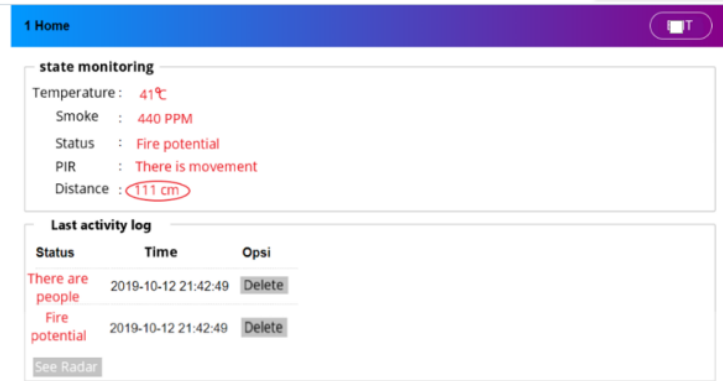 1 Home
state monitoring
Temperature : 41℃
Smoke : 440 PPM
Status : Fire potential
PIR : There is movement
Distance : 111 cm
Last activity log
Status Time Opsi
There are people 2019-10-12 21:42:49 Delete
Fire potential 2019-10-12 21:42:49 Delete
See Radar